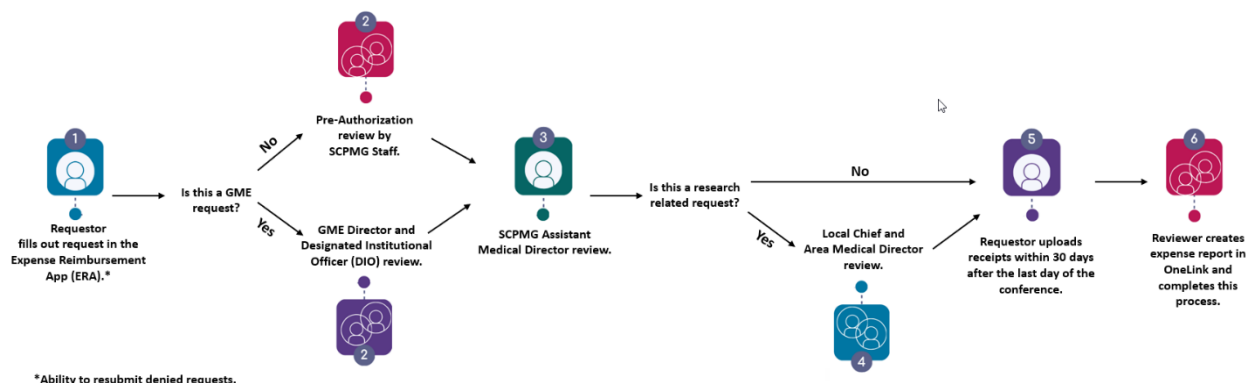 1
Requestor
fills out request in the
Expense Reimbursement
App (ERA).*
Is this a GME
request?
No
Yes
2
Pre-Authorization
review by
SCPMG Staff.
GME Director and
Designated Institutional
Officer (DIO) review.
2
3
SCPMG Assistant
Medical Director review.
Is this a research
related request?
No
Yes
Local Chief and
Area Medical Director
review.
4
5
Requestor uploads
receipts within 30 days
after the last day of the
conference.
6
Reviewer creates
expense report in
OneLink and
completes this
process.
*Ability to resubmit denied requests.